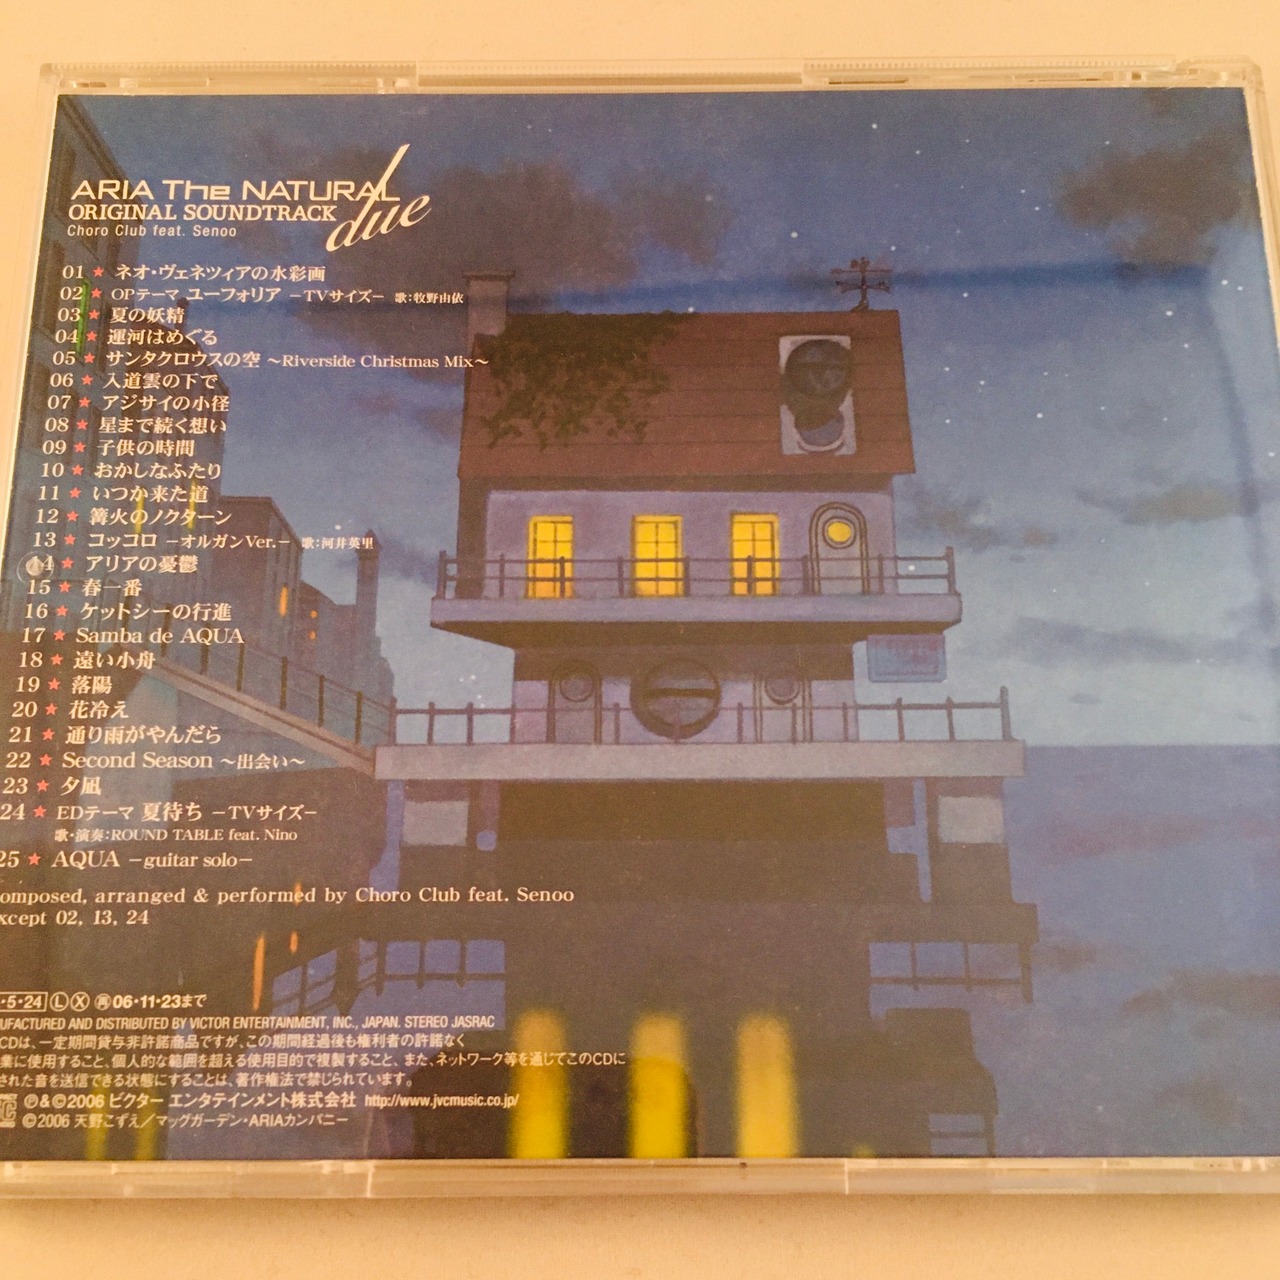 ARIA The NATURAL
ORIGINAL SOUNDTRACK due
Choro Club feat. Senoo
01 ★ ネオ・ヴェネツィアの水彩画
02 ★ OPテーマ ユーフォリア －TVサイズ－ 歌：牧野由依
03 ★ 夏の妖精
04 ★ 運河はめぐる
05 ★ サンタクロウスの空 ～Riverside Christmas Mix～
06 ★ 入道雲の下で
07 ★ アジサイの小径
08 ★ 星まで続く想い
09 ★ 子供の時間
10 ★ おかしなふたり
11 ★ いつか来た道
12 ★ 篝火のノクターン
13 ★ コッコロ －オルガンVer.－ 歌：河井英里
14 ★ アリアの憂鬱
15 ★ 春一番
16 ★ ケットシーの行進
17 ★ Samba de AQUA
18 ★ 遠い小舟
19 ★ 落陽
20 ★ 花冷え
21 ★ 通り雨がやんだら
22 ★ Second Season ～出会い～
23 ★ 夕凪
24 ★ EDテーマ 夏待ち －TVサイズ－
歌・演奏：ROUND TABLE feat. Nino
25 ★ AQUA －guitar solo－
omposed, arranged & performed by Choro Club feat. Senoo
xcept 02, 13, 24
・5・24 Ⓛ Ⓧ ㊢06・11・23まで
UFACTURED AND DISTRIBUTED BY VICTOR ENTERTAINMENT, INC., JAPAN. STEREO JASRAC
CDは、一定期間貸与非許諾商品ですが、この期間経過後も権利者の許諾なく
業に使用すること、個人的な範囲を超える使用目的で複製すること、また、ネットワーク等を通じてこのCDに
された音を送信できる状態にすることは、著作権法で禁じられています。
Ⓟ&©2006 ビクター エンタテインメント株式会社 http://www.jvcmusic.co.jp/
©2006 天野こずえ／マッグガーデン・ARIAカンパニー